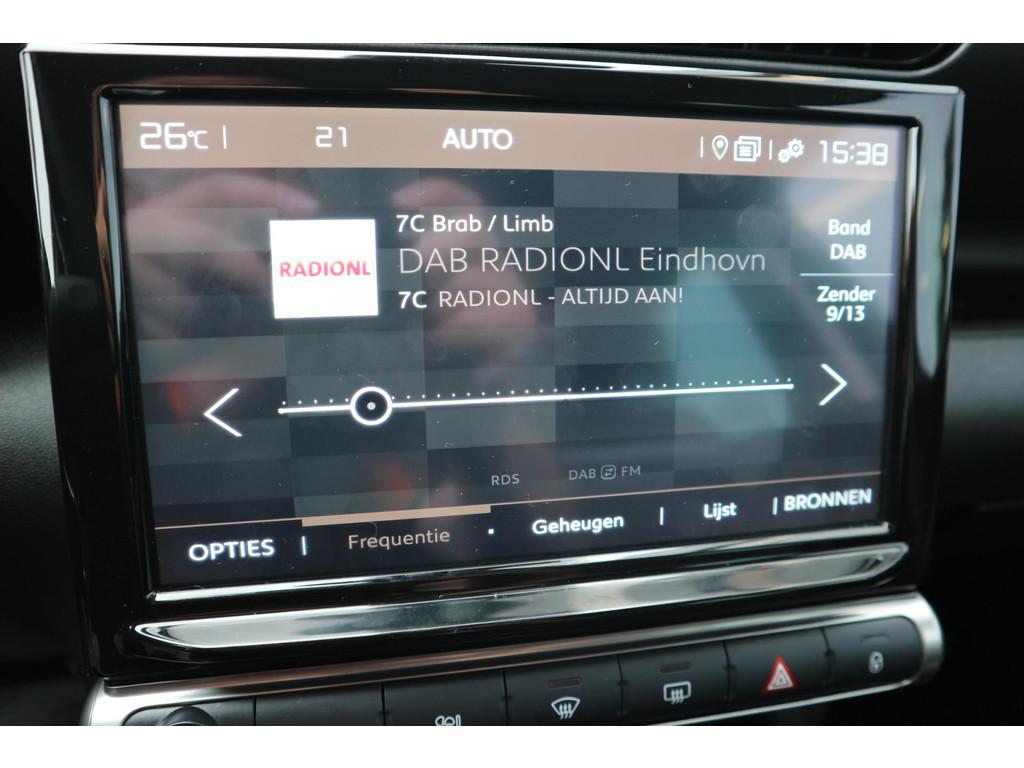 26°C | 21 AUTO 15:38
7C Brab / Limb
RADIONL
DAB RADIONL Eindhovn
7C RADIONL - ALTIJD AAN!
Band
DAB
Zender
9/13
RDS DAB FM
OPTIES | Frequentie Geheugen | Lijst | BRONNEN